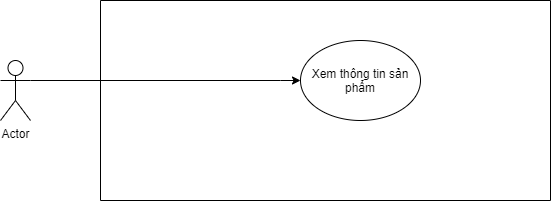 Xem thông tin sản
phẩm
Actor